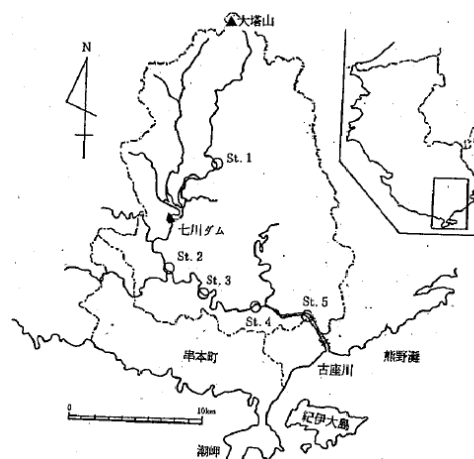 大塔山
N
St. 1
七川ダム
St. 2
St. 3
St. 4
St. 5
串本町
古座川
熊野灘
0 10km
紀伊大島
潮岬